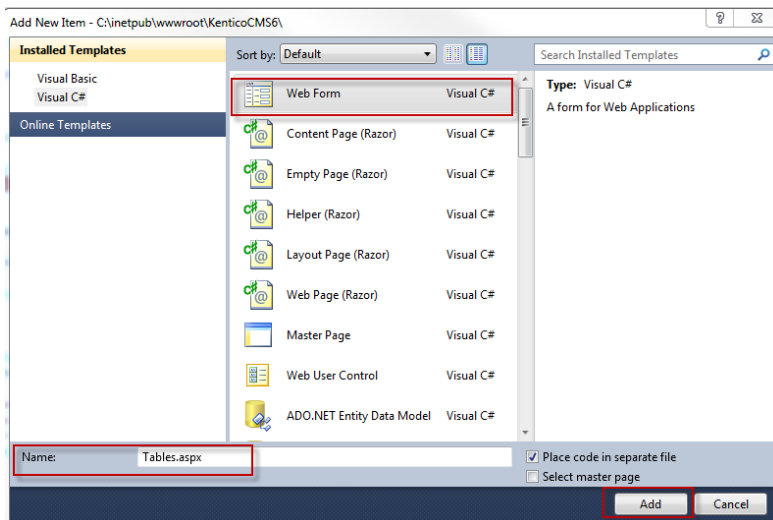 Add New Item - C:\inetpub\wwwroot\KenticoCMS6\
Installed Templates
Visual Basic
Visual C#
Online Templates
Sort by: Default
Search Installed Templates
Web Form Visual C#
Content Page (Razor) Visual C#
Empty Page (Razor) Visual C#
Helper (Razor) Visual C#
Layout Page (Razor) Visual C#
Web Page (Razor) Visual C#
Master Page Visual C#
Web User Control Visual C#
ADO.NET Entity Data Model Visual C#
Type: Visual C#
A form for Web Applications
Name: Tables.aspx
Place code in separate file
Select master page
Add Cancel